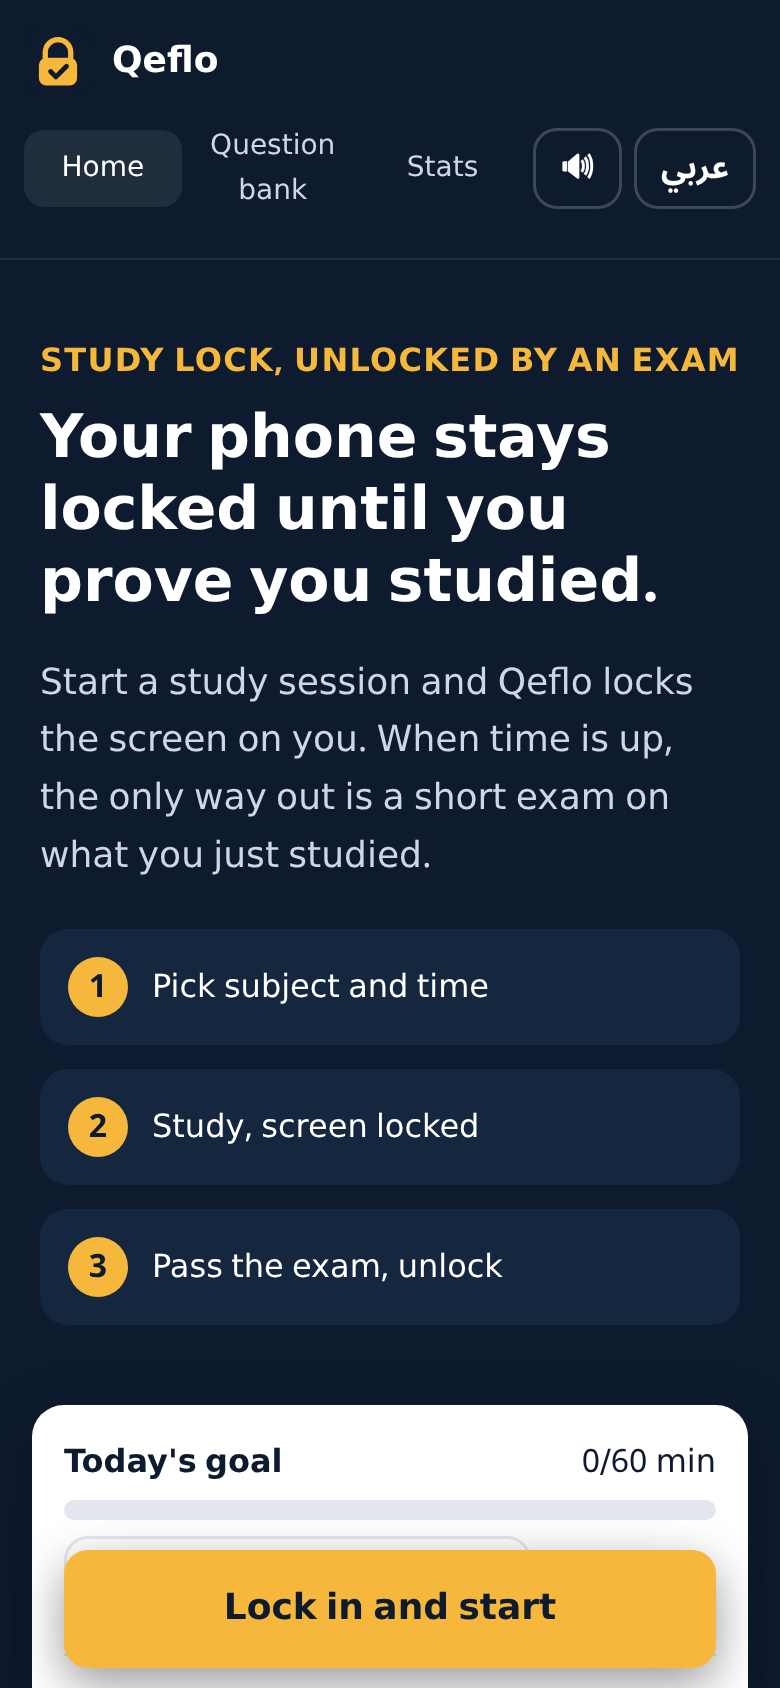 Qeflo
Home
Question
bank
Stats
عربي
STUDY LOCK, UNLOCKED BY AN EXAM
Your phone stays
locked until you
prove you studied.
Start a study session and Qeflo locks
the screen on you. When time is up,
the only way out is a short exam on
what you just studied.
1 Pick subject and time
2 Study, screen locked
3 Pass the exam, unlock
Today's goal 0/60 min
Lock in and start